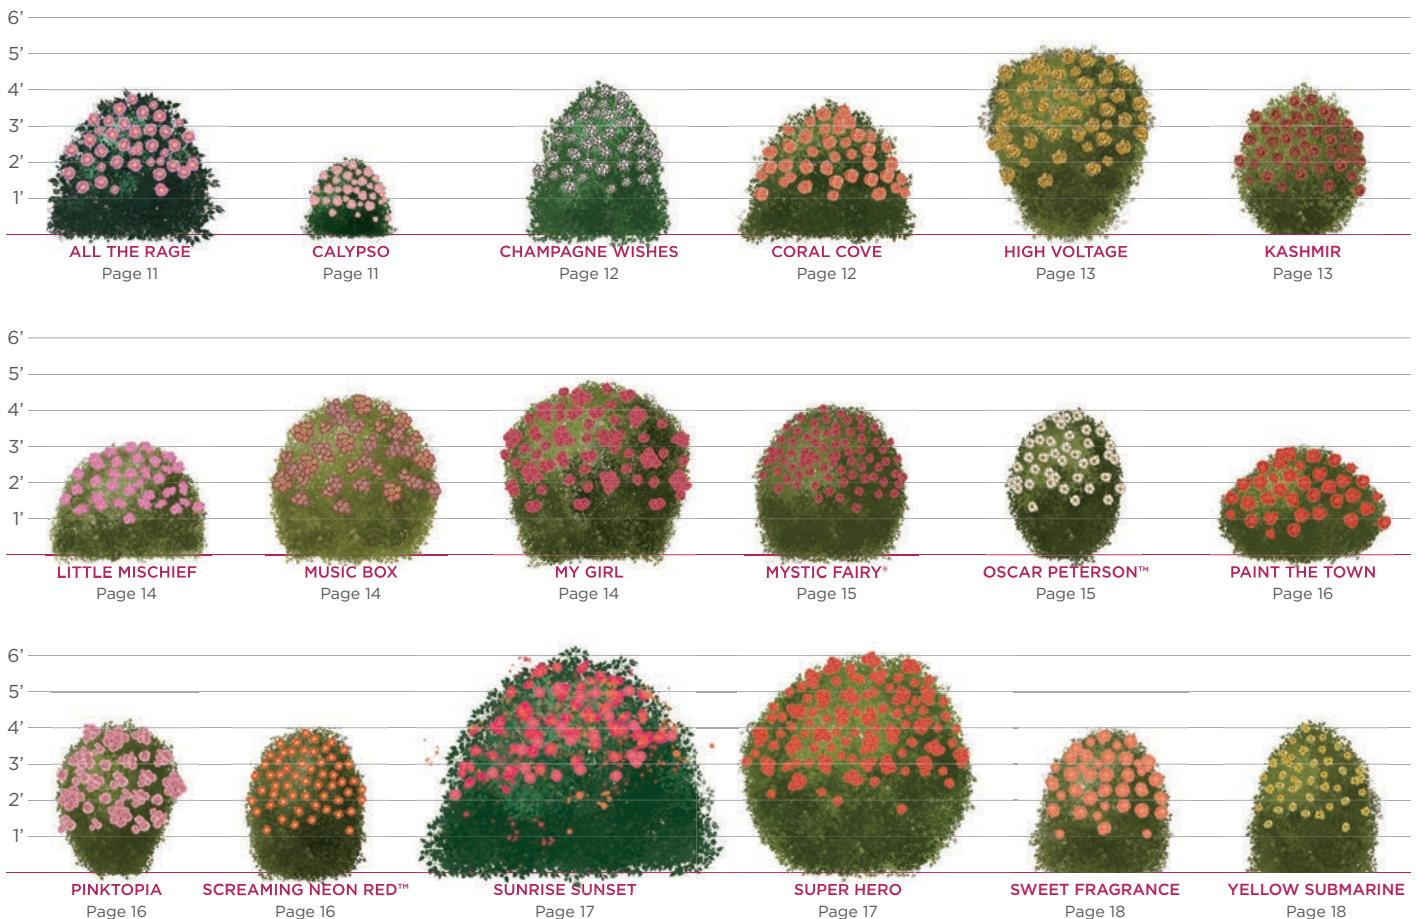 6'
5'
4'
3'
2'
1'
ALL THE RAGE
Page 11
CALYPSO
Page 11
CHAMPAGNE WISHES
Page 12
CORAL COVE
Page 12
HIGH VOLTAGE
Page 13
KASHMIR
Page 13
6'
5'
4'
3'
2'
1'
LITTLE MISCHIEF
Page 14
MUSIC BOX
Page 14
MY GIRL
Page 14
MYSTIC FAIRY®
Page 15
OSCAR PETERSON™
Page 15
PAINT THE TOWN
Page 16
6'
5'
4'
3'
2'
1'
PINKTOPIA
Page 16
SCREAMING NEON RED™
Page 16
SUNRISE SUNSET
Page 17
SUPER HERO
Page 17
SWEET FRAGRANCE
Page 18
YELLOW SUBMARINE
Page 18